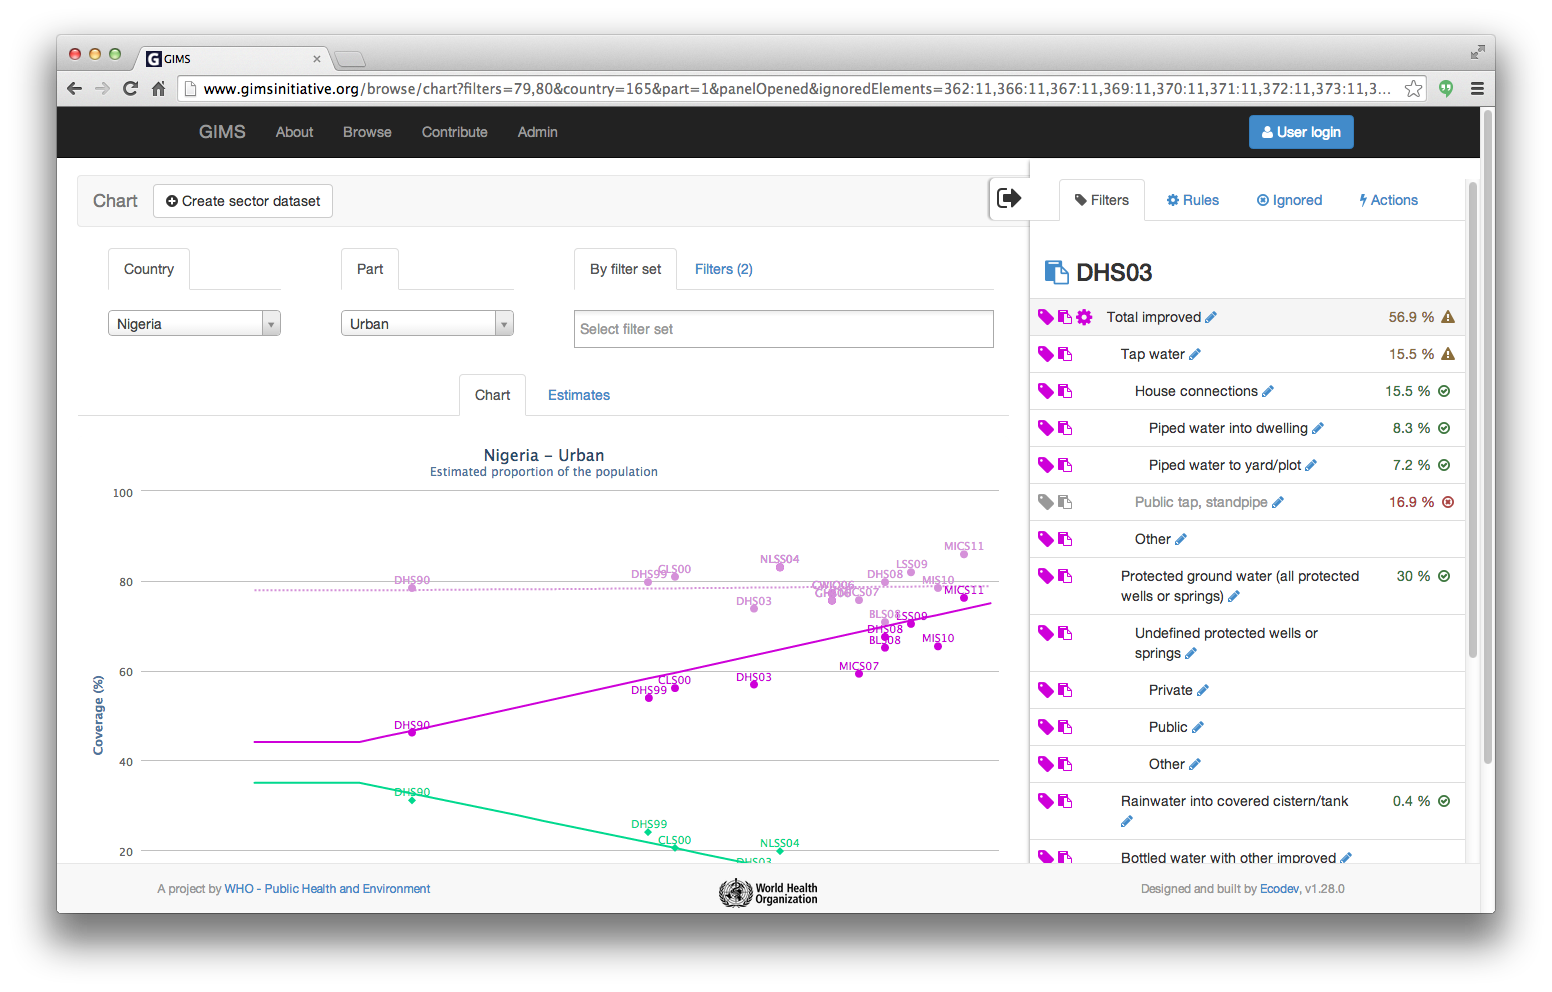 GIMS
www.gimsinitiative.org/browse/chart?filters=79,80&country=165&part=1&panelOpened&ignoredElements=362:11,366:11,367:11,369:11,370:11,371:11,372:11,373:11,3...
GIMS About Browse Contribute Admin User login
Chart Create sector dataset
Country Part By filter set Filters (2)
Nigeria Urban Select filter set
Chart Estimates
Nigeria – Urban
Estimated proportion of the population
Coverage (%)
100
80
60
40
20
DHS90
DHS99
CLS00
NLSS04
DHS03
CWIQ06
MICS07
DHS08
LSS09
MIS10
MICS11
BLS08
DHS90
DHS99
CLS00
DHS03
MICS07
DHS08
BLS08
LSS09
MIS10
MICS11
DHS90
DHS99
CLS00
NLSS04
DHS03
Filters Rules Ignored Actions
DHS03
Total improved 56.9 %
Tap water 15.5 %
House connections 15.5 %
Piped water into dwelling 8.3 %
Piped water to yard/plot 7.2 %
Public tap, standpipe 16.9 %
Other
Protected ground water (all protected 30 %
wells or springs)
Undefined protected wells or
springs
Private
Public
Other
Rainwater into covered cistern/tank 0.4 %
Bottled water with other improved
A project by WHO - Public Health and Environment
World Health
Organization
Designed and built by Ecodev, v1.28.0